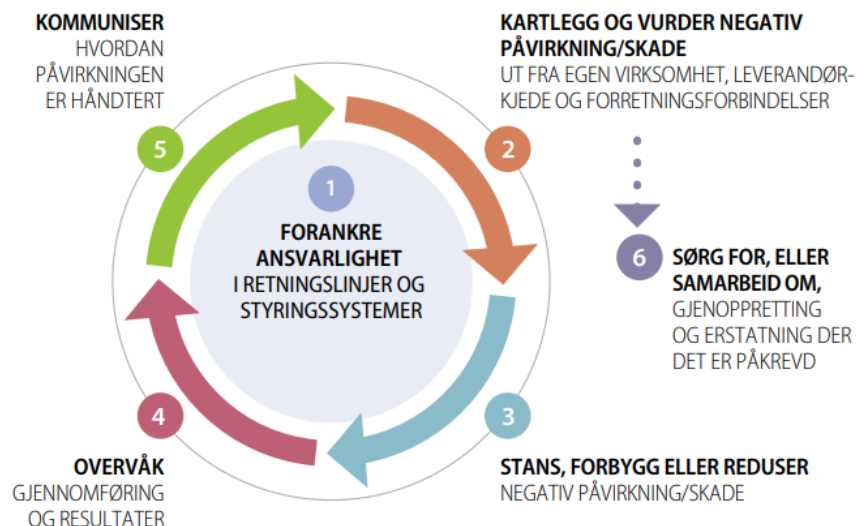 KOMMUNISER
HVORDAN
PÅVIRKNINGEN
ER HÅNDTERT
5
KARTLEGG OG VURDER NEGATIV
PÅVIRKNING/SKADE
UT FRA EGEN VIRKSOMHET, LEVERANDØR-
KJEDE OG FORRETNINGSFORBINDELSER
2
1
FORANKRE
ANSVARLIGHET
I RETNINGSLINJER OG
STYRINGSSYSTEMER
6
SØRG FOR, ELLER
SAMARBEID OM,
GJENOPPRETTING
OG ERSTATNING DER
DET ER PÅKREVD
4
OVERVÅK
GJENNOMFØRING
OG RESULTATER
3
STANS, FORBYGG ELLER REDUSER
NEGATIV PÅVIRKNING/SKADE